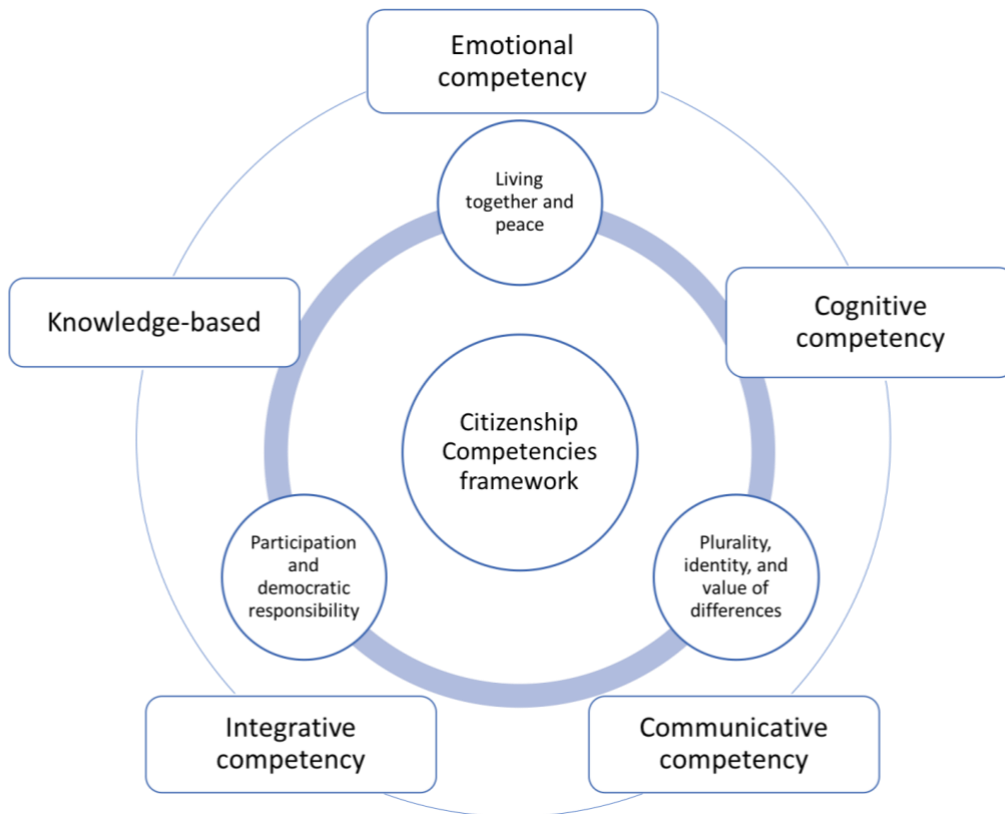 Emotional
competency
Living
together and
peace
Knowledge-based
Cognitive
competency
Citizenship
Competencies
framework
Participation
and
democratic
responsibility
Plurality,
identity, and
value of
differences
Integrative
competency
Communicative
competency